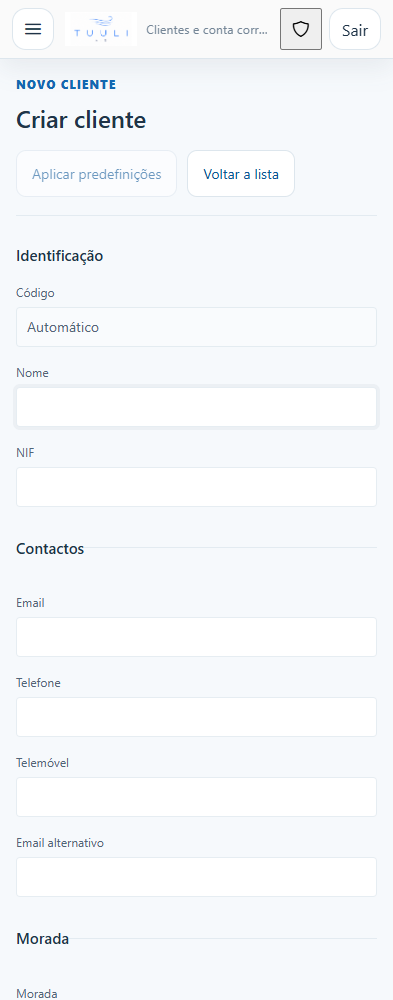 TUULI
Clientes e conta corr...
Sair
NOVO CLIENTE
Criar cliente
Aplicar predefinições
Voltar a lista
Identificação
Código
Automático
Nome
NIF
Contactos
Email
Telefone
Telemóvel
Email alternativo
Morada
Morada